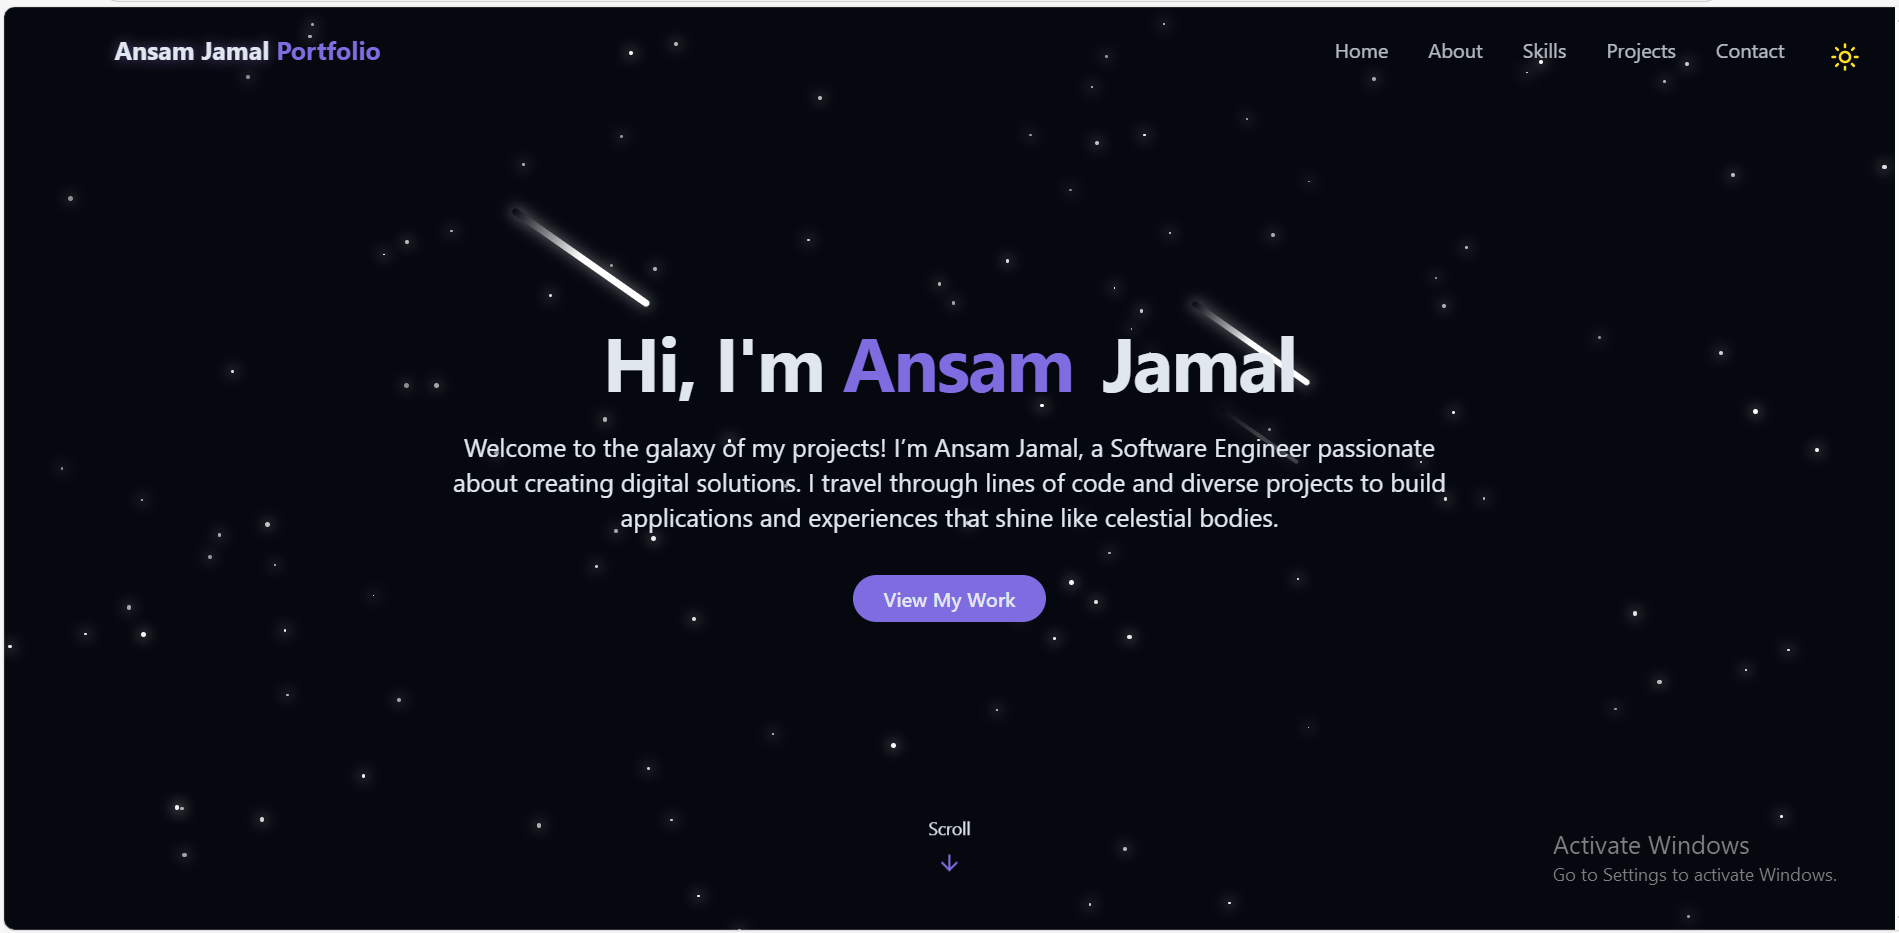 Ansam Jamal Portfolio
Home About Skills Projects Contact
Hi, I'm Ansam Jamal
Welcome to the galaxy of my projects! I’m Ansam Jamal, a Software Engineer passionate
about creating digital solutions. I travel through lines of code and diverse projects to build
applications and experiences that shine like celestial bodies.
View My Work
Scroll
Activate Windows
Go to Settings to activate Windows.